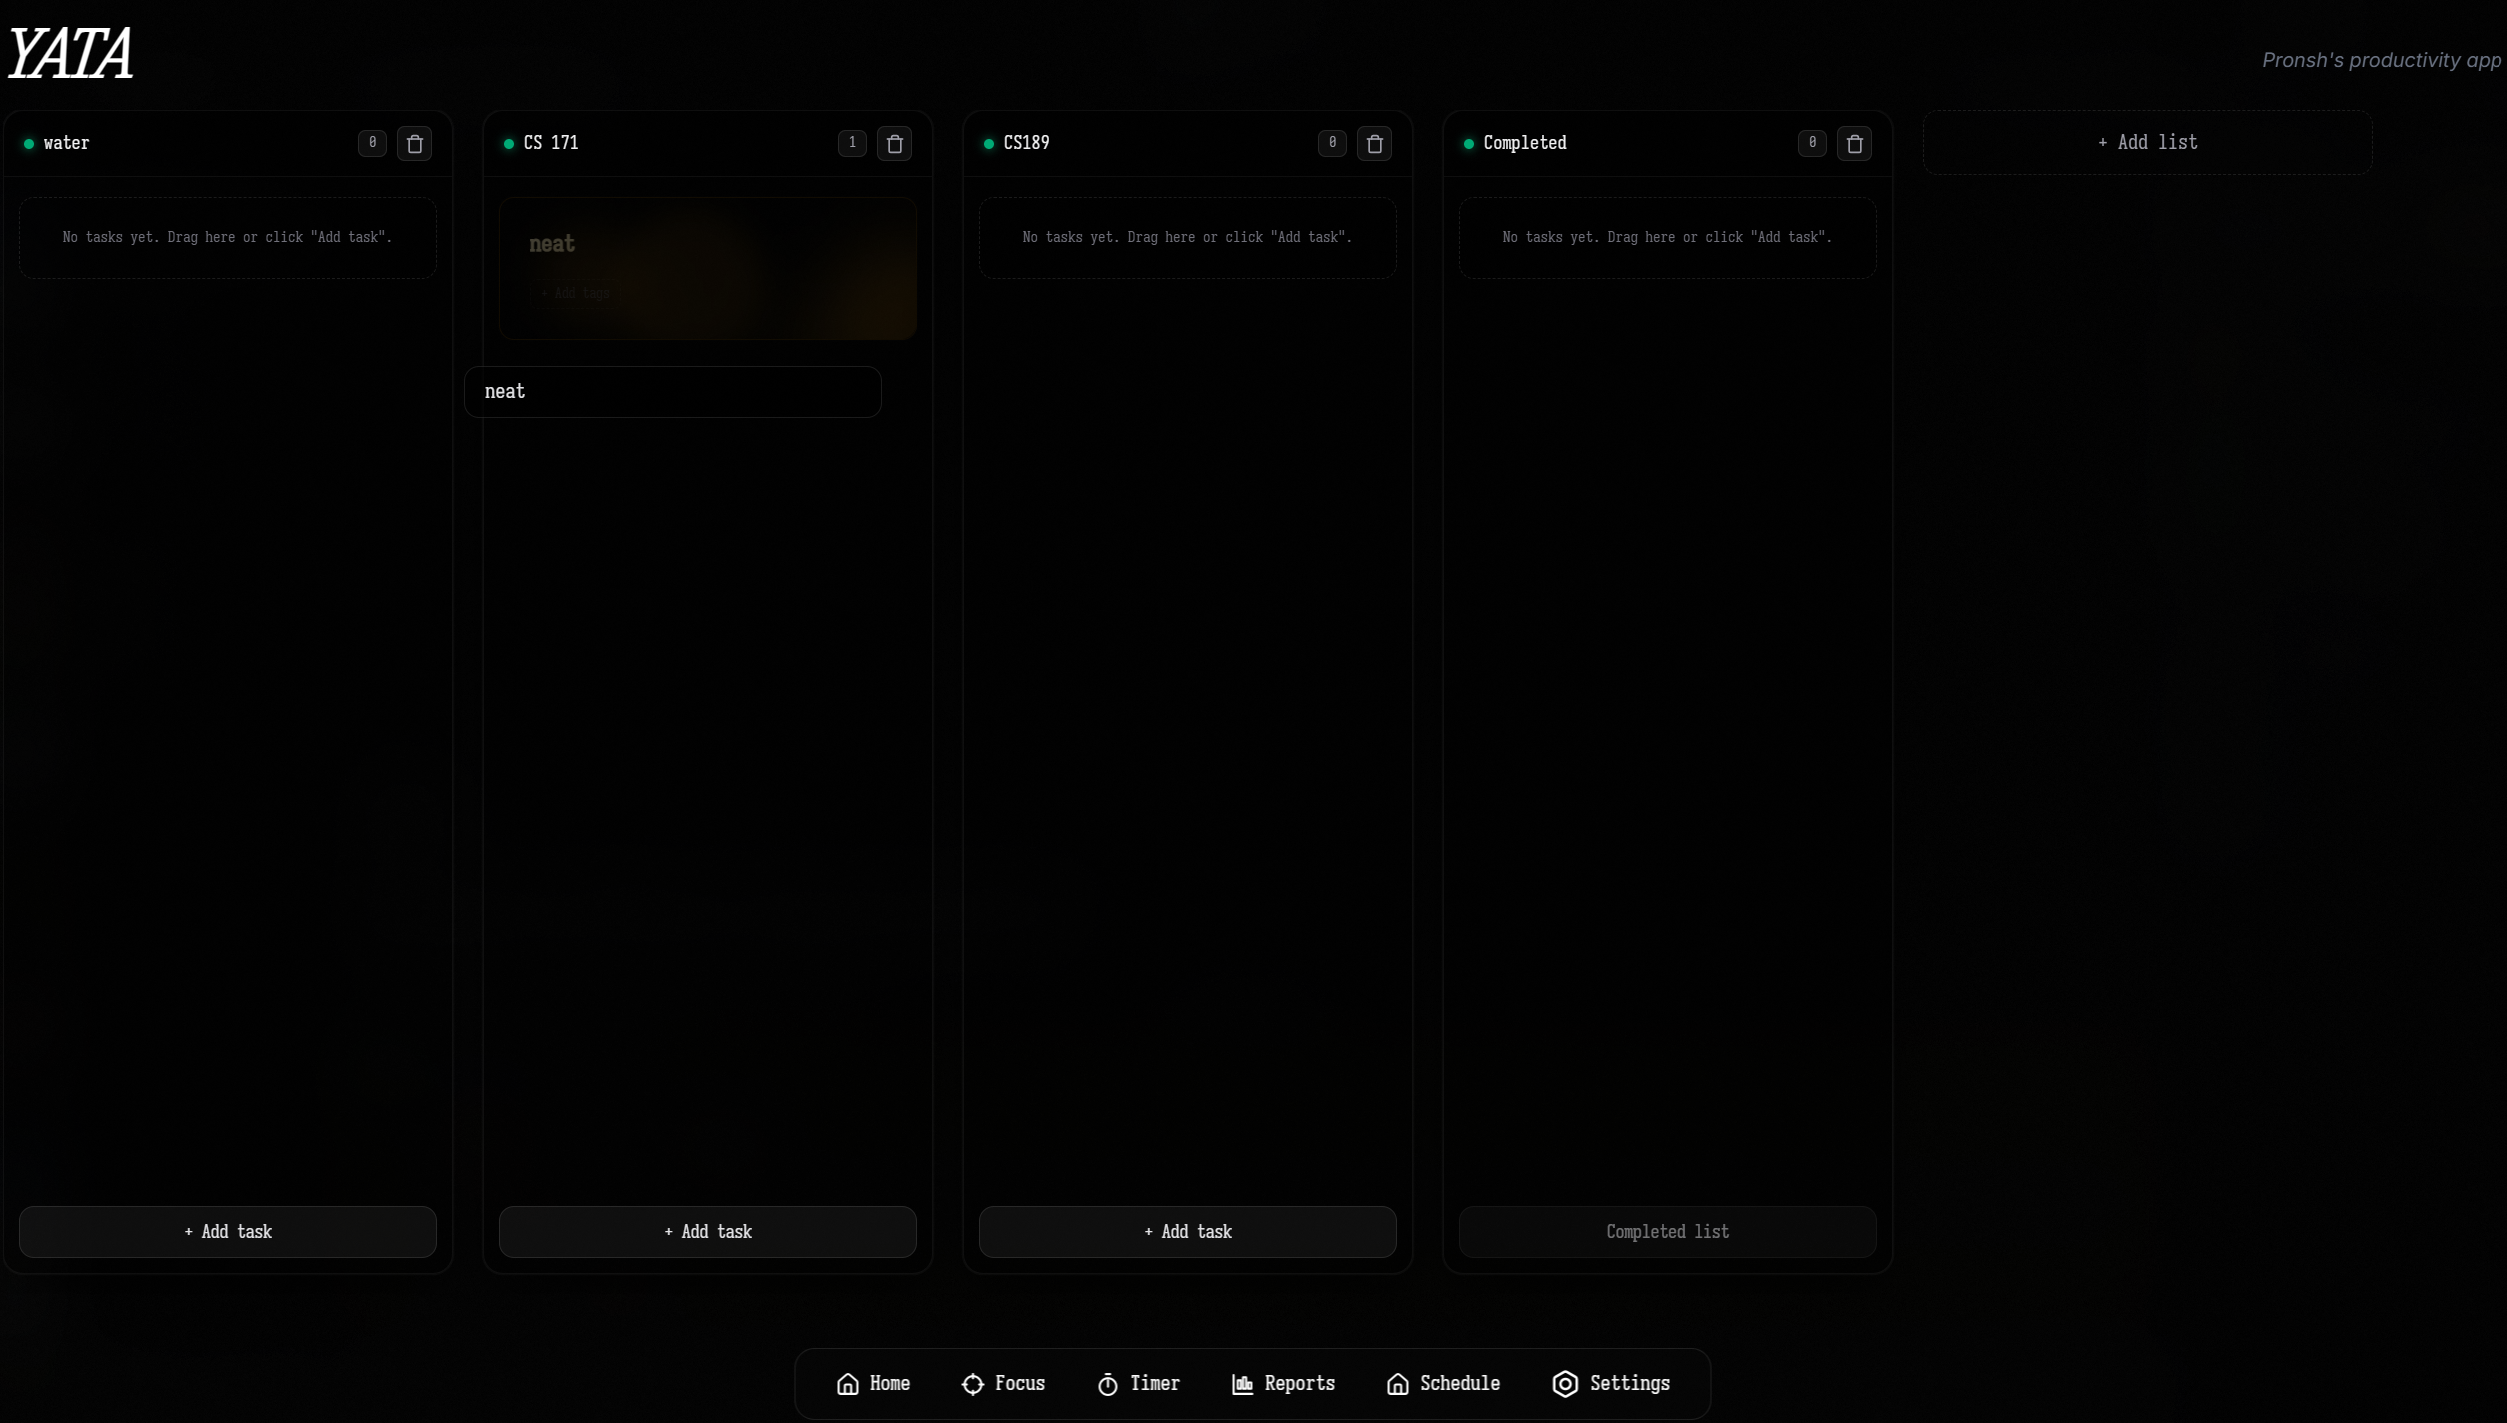 YATA
Pronsh's productivity app
water 0
No tasks yet. Drag here or click "Add task".
+ Add task
CS 171 1
neat
+ Add tags
neat
+ Add task
CS189 0
No tasks yet. Drag here or click "Add task".
+ Add task
Completed 0
No tasks yet. Drag here or click "Add task".
Completed list
+ Add list
Home Focus Timer Reports Schedule Settings